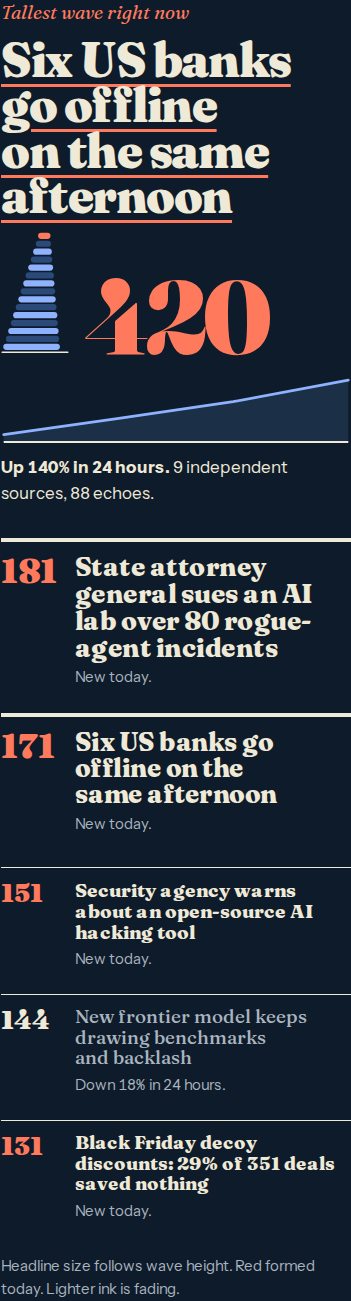 Tallest wave right now
Six US banks
go offline
on the same
afternoon
420
Up 140% in 24 hours. 9 independent
sources, 88 echoes.
181
State attorney
general sues an AI
lab over 80 rogue-
agent incidents
New today.
171
Six US banks go
offline on the
same afternoon
New today.
151
Security agency warns
about an open-source AI
hacking tool
New today.
144
New frontier model keeps
drawing benchmarks
and backlash
Down 18% in 24 hours.
131
Black Friday decoy
discounts: 29% of 351 deals
saved nothing
New today.
Headline size follows wave height. Red formed
today. Lighter ink is fading.